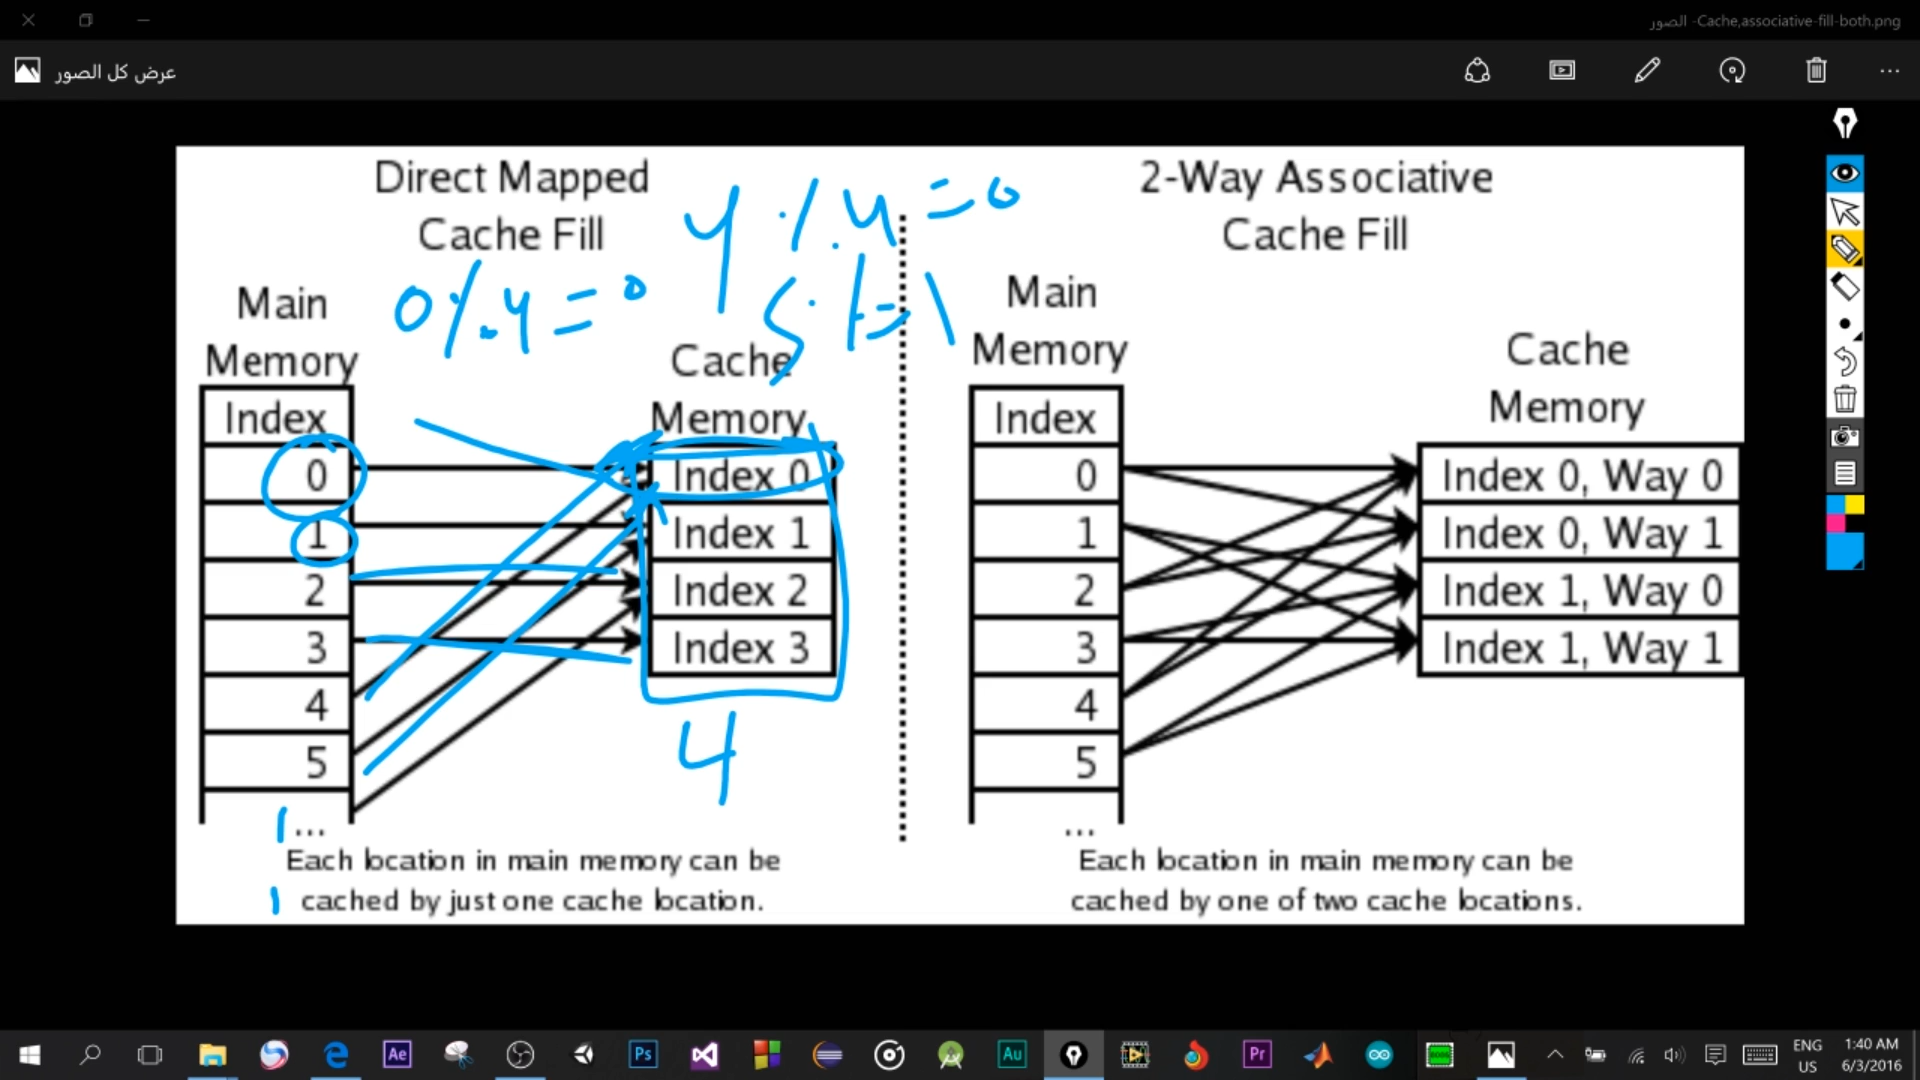 Cache,associative-fill-both.png- الصور
عرض كل الصور
Direct Mapped
Cache Fill
4 % 4 = 0
0 % 4 = 0
5 % = 1
Main
Memory
Index
0
1
2
3
4
5
...
Cache
Memory
Index 0
Index 1
Index 2
Index 3
4
Each location in main memory can be
cached by just one cache location.
2-Way Associative
Cache Fill
Main
Memory
Index
0
1
2
3
4
5
...
Cache
Memory
Index 0, Way 0
Index 0, Way 1
Index 1, Way 0
Index 1, Way 1
Each location in main memory can be
cached by one of two cache locations.
Ae
Ps
Au
Pr
ENG
US
1:40 AM
6/3/2016